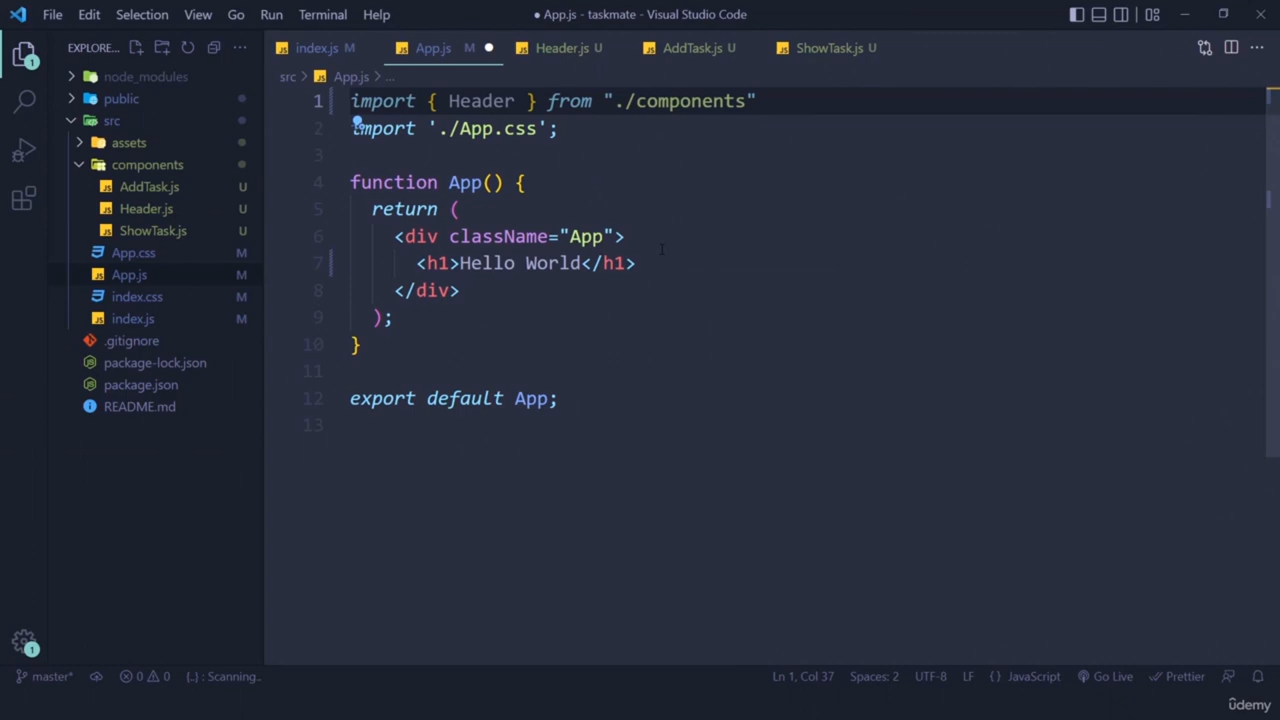 File Edit Selection View Go Run Terminal Help ● App.js - taskmate - Visual Studio Code
EXPLORE... ...
index.js M App.js M ● Header.js U AddTask.js U ShowTask.js U ...
src > App.js > ...
node_modules
public
src
assets
components
AddTask.js U
Header.js U
ShowTask.js U
App.css M
App.js M
index.css M
index.js M
.gitignore
package-lock.json
package.json
README.md
1 import { Header } from "./components"
2 import './App.css';
3
4 function App() {
5 return (
6 <div className="App">
7 <h1>Hello World</h1>
8 </div>
9 );
10 }
11
12 export default App;
13
1
1
master* 0 0 {..} : Scanning.. Ln 1, Col 37 Spaces: 2 UTF-8 LF {} JavaScript Go Live Prettier
ûdemy